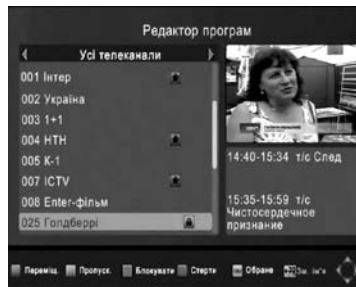 Редактор програм
Усі телеканали
001 Інтер
002 Україна
003 1+1
004 НТН
005 К-1
007 ICTV
008 Enter-фільм
025 Голдберрі
14:40-15:34 т/с След
15:35-15:59 т/с
Чистосердечное
признание
Переміщ. Пропуск. Блокувати Стерти Обране Зм. ім'я